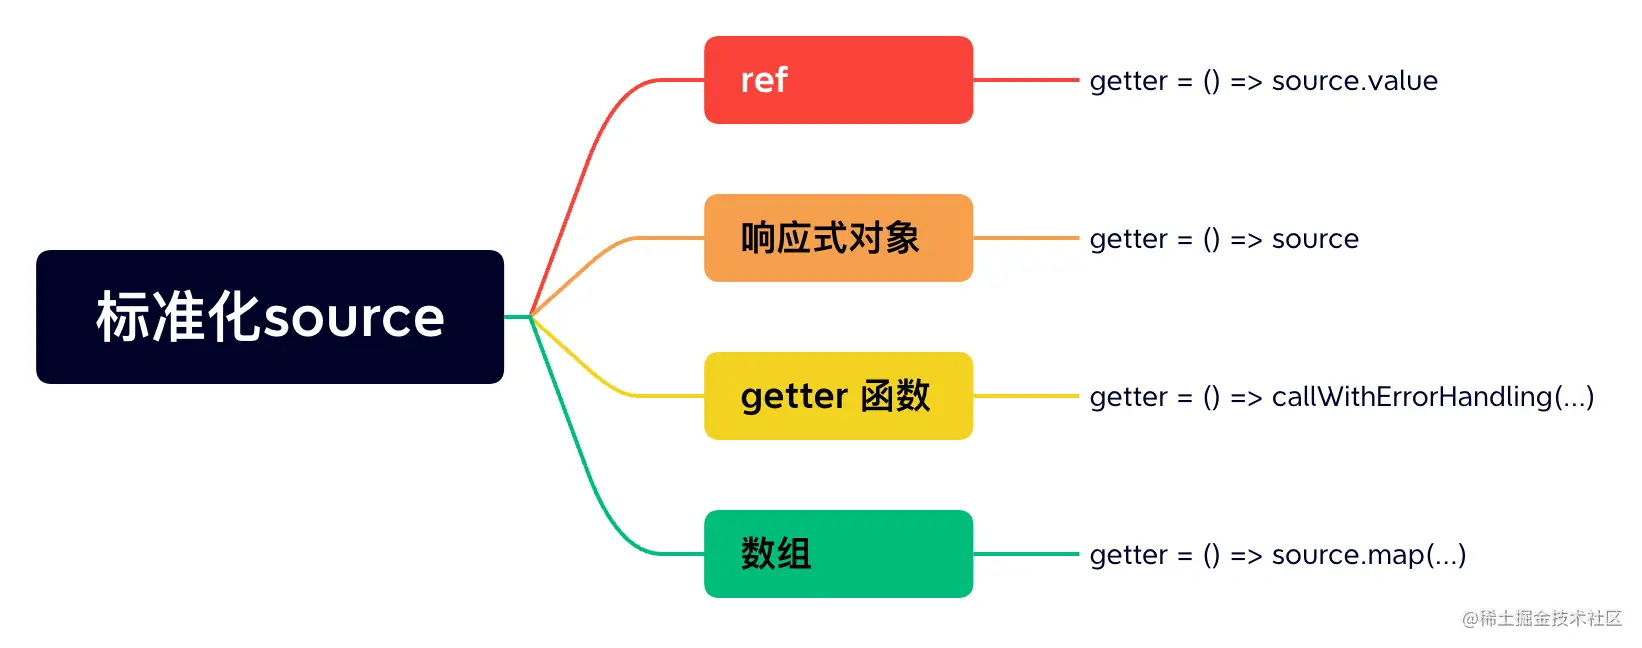 标准化source
ref
getter = () => source.value
响应式对象
getter = () => source
getter 函数
getter = () => callWithErrorHandling(...)
数组
getter = () => source.map(...)
@稀土掘金技术社区